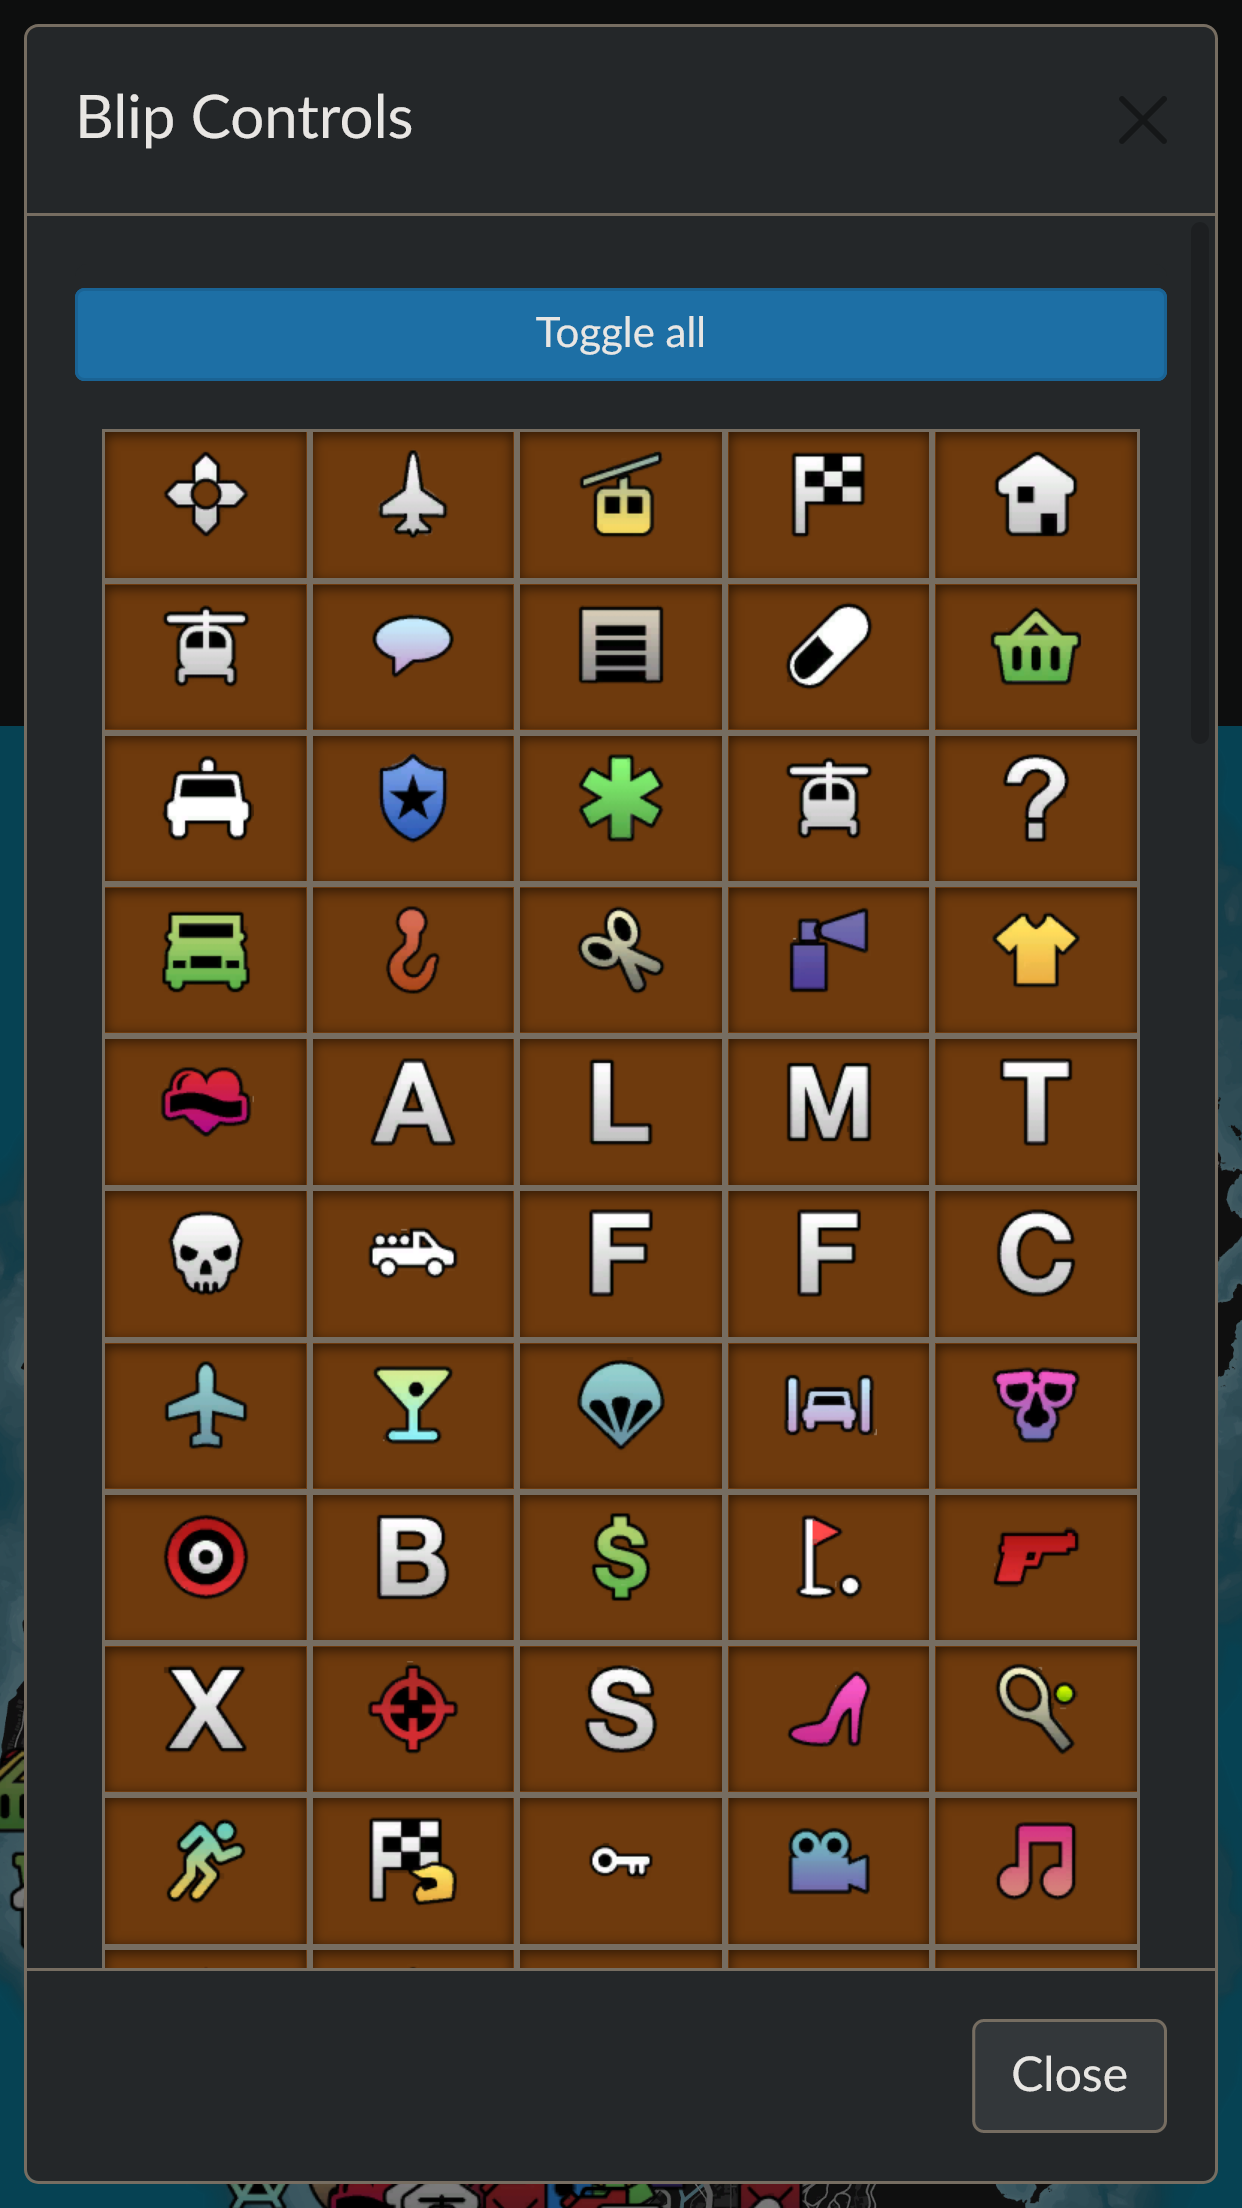 Blip Controls
Toggle all
?
A L M T
F F C
B $
X S
Close